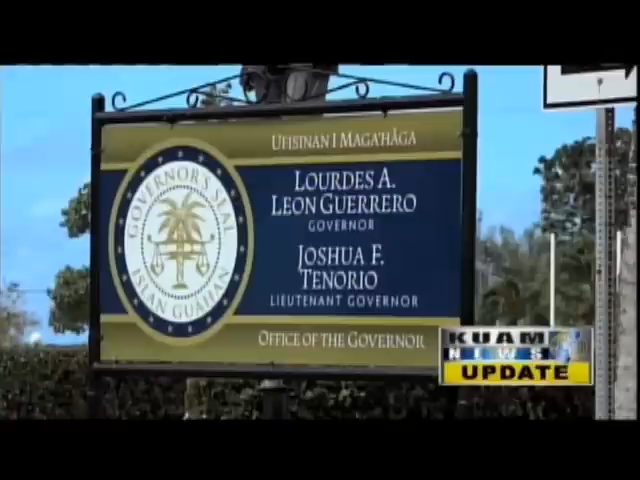 UFISINAN I MAGA'HÅGA
LOURDES A.
LEON GUERRERO
GOVERNOR
JOSHUA F.
TENORIO
LIEUTENANT GOVERNOR
OFFICE OF THE GOVERNOR
GOVERNOR'S SEAL
ISLAN GUÅHAN
KUAM
NEWS
UPDATE